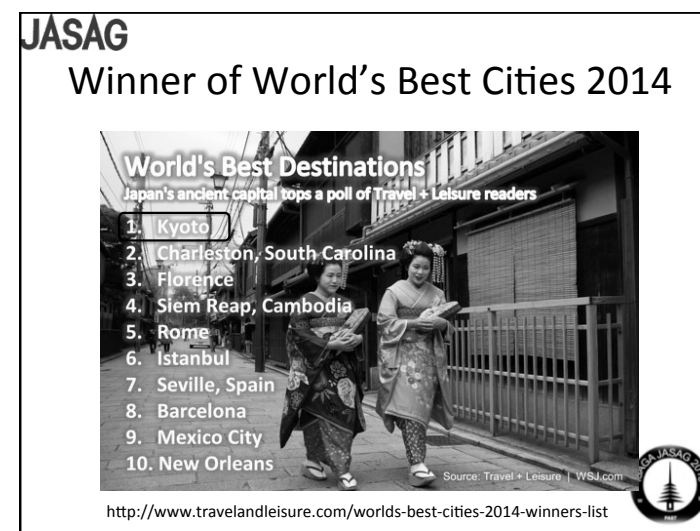 JASAG
Winner of World's Best Cities 2014
World's Best Destinations
Japan's ancient capital tops a poll of Travel + Leisure readers
1. Kyoto
2. Charleston, South Carolina
3. Florence
4. Siem Reap, Cambodia
5. Rome
6. Istanbul
7. Seville, Spain
8. Barcelona
9. Mexico City
10. New Orleans
Source: Travel + Leisure | WSJ.com
http://www.travelandleisure.com/worlds-best-cities-2014-winners-list
JASAG